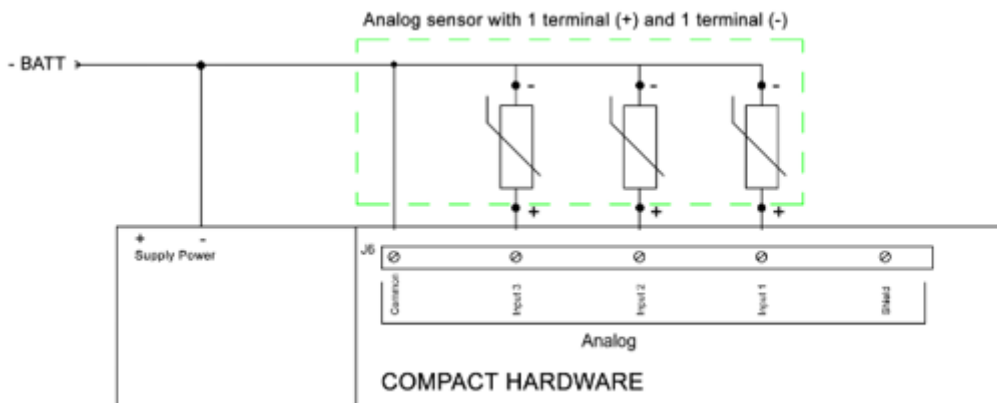 Analog sensor with 1 terminal (+) and 1 terminal (-)
- BATT
- - -
+ + +
+ -
Supply Power
J6
Common Input 3 Input 2 Input 1 Shield
Analog
COMPACT HARDWARE